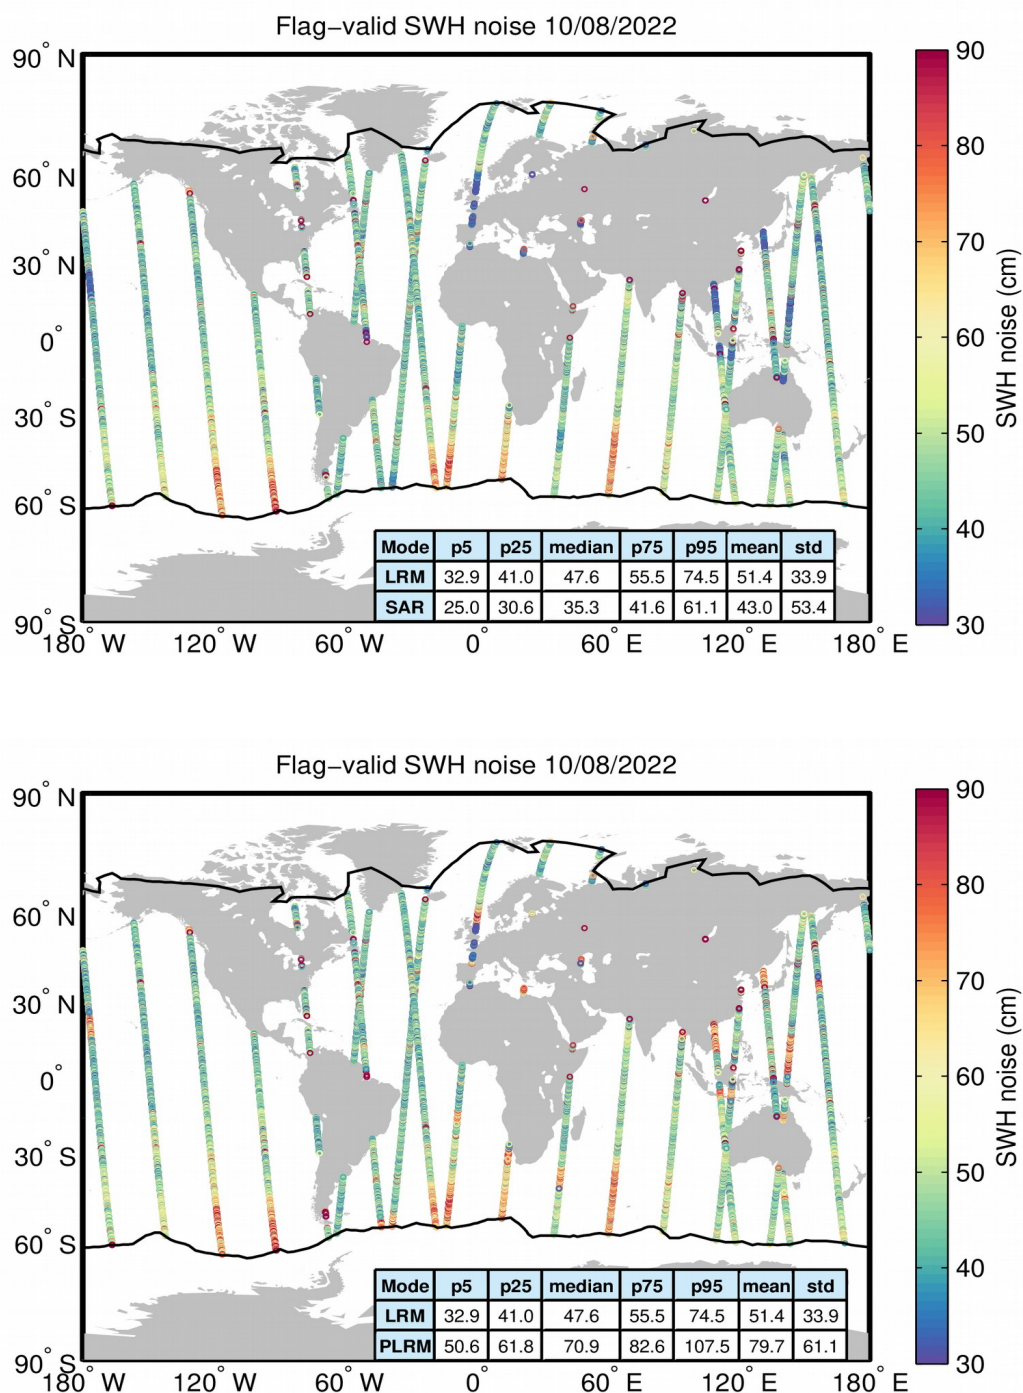 Flag−valid SWH noise 10/08/2022
90° N
60° N
30° N
0°
30° S
60° S
90° S
180° W 120° W 60° W 0° 60° E 120° E 180° E
90
80
70
60
50
40
30
SWH noise (cm)
Mode p5 p25 median p75 p95 mean std
LRM 32.9 41.0 47.6 55.5 74.5 51.4 33.9
SAR 25.0 30.6 35.3 41.6 61.1 43.0 53.4
Flag−valid SWH noise 10/08/2022
90° N
60° N
30° N
0°
30° S
60° S
90° S
180° W 120° W 60° W 0° 60° E 120° E 180° E
90
80
70
60
50
40
30
SWH noise (cm)
Mode p5 p25 median p75 p95 mean std
LRM 32.9 41.0 47.6 55.5 74.5 51.4 33.9
PLRM 50.6 61.8 70.9 82.6 107.5 79.7 61.1